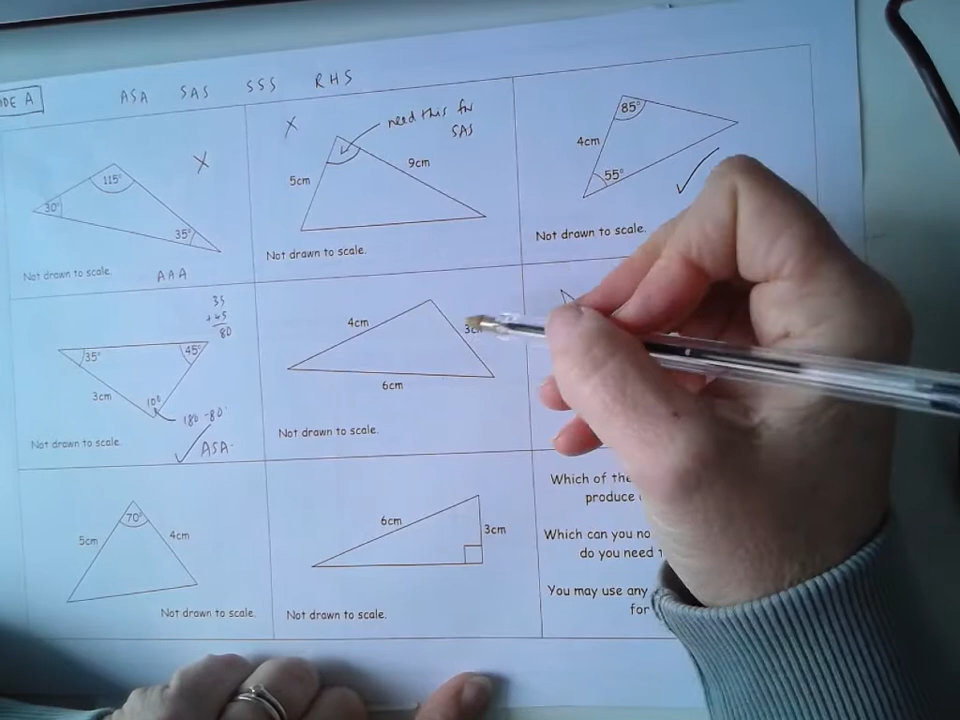 IDE A
ASA SAS SSS RHS
X
115°
30°
35°
Not drawn to scale.
AAA
X
need this for
SAS
5cm
9cm
Not drawn to scale.
85°
4cm
55°
Not drawn to scale.
35
+45
80
35°
45°
3cm
100
180-80
Not drawn to scale.
ASA
4cm
3c
6cm
Not drawn to scale.
70°
5cm
4cm
Not drawn to scale.
6cm
3cm
Not drawn to scale.
Which of the
produce
Which can you no
do you need
You may use any
for